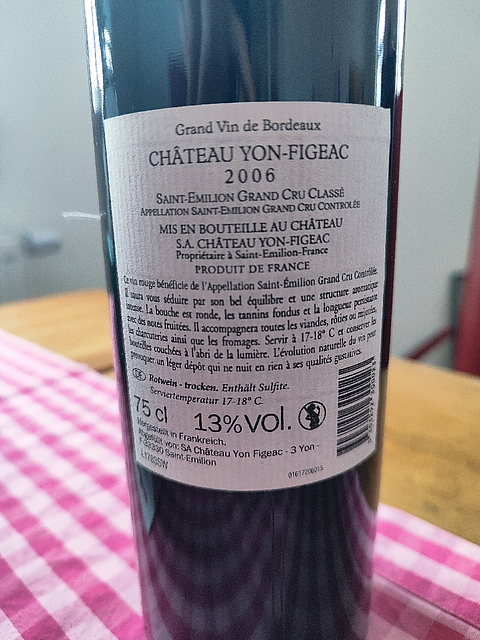 Grand Vin de Bordeaux
CHÂTEAU YON-FIGEAC
2006
SAINT-EMILION GRAND CRU CLASSÉ
APPELLATION SAINT-EMILION GRAND CRU CONTROLÉE
MIS EN BOUTEILLE AU CHÂTEAU
S.A. CHÂTEAU YON-FIGEAC
Propriétaire à Saint-Emilion-France
PRODUIT DE FRANCE
Ce vin rouge bénéficie de l'Appellation Saint-Émilion Grand Cru Contrôlée.
Il saura vous séduire par son bel équilibre et une structure aromatique
intense. La bouche est ronde, les tannins fondus et la longueur persistante
avec des notes fruitées. Il accompagnera toutes les viandes, rôties ou mijotées,
les charcuteries ainsi que les fromages. Servir à 17-18° C et conserver les
bouteilles couchées à l'abri de la lumière. L'évolution naturelle du vin peut
provoquer un léger dépôt qui ne nuit en rien à ses qualités gustatives.
DE Rotwein - trocken. Enthält Sulfite.
Serviertemperatur 17-18° C.
75 cl 13% VOL.
Hergestellt in Frankreich.
Abgefüllt von: SA Château Yon Figeac - 3 Yon -
F-33330 Saint-Emilion
01617206015